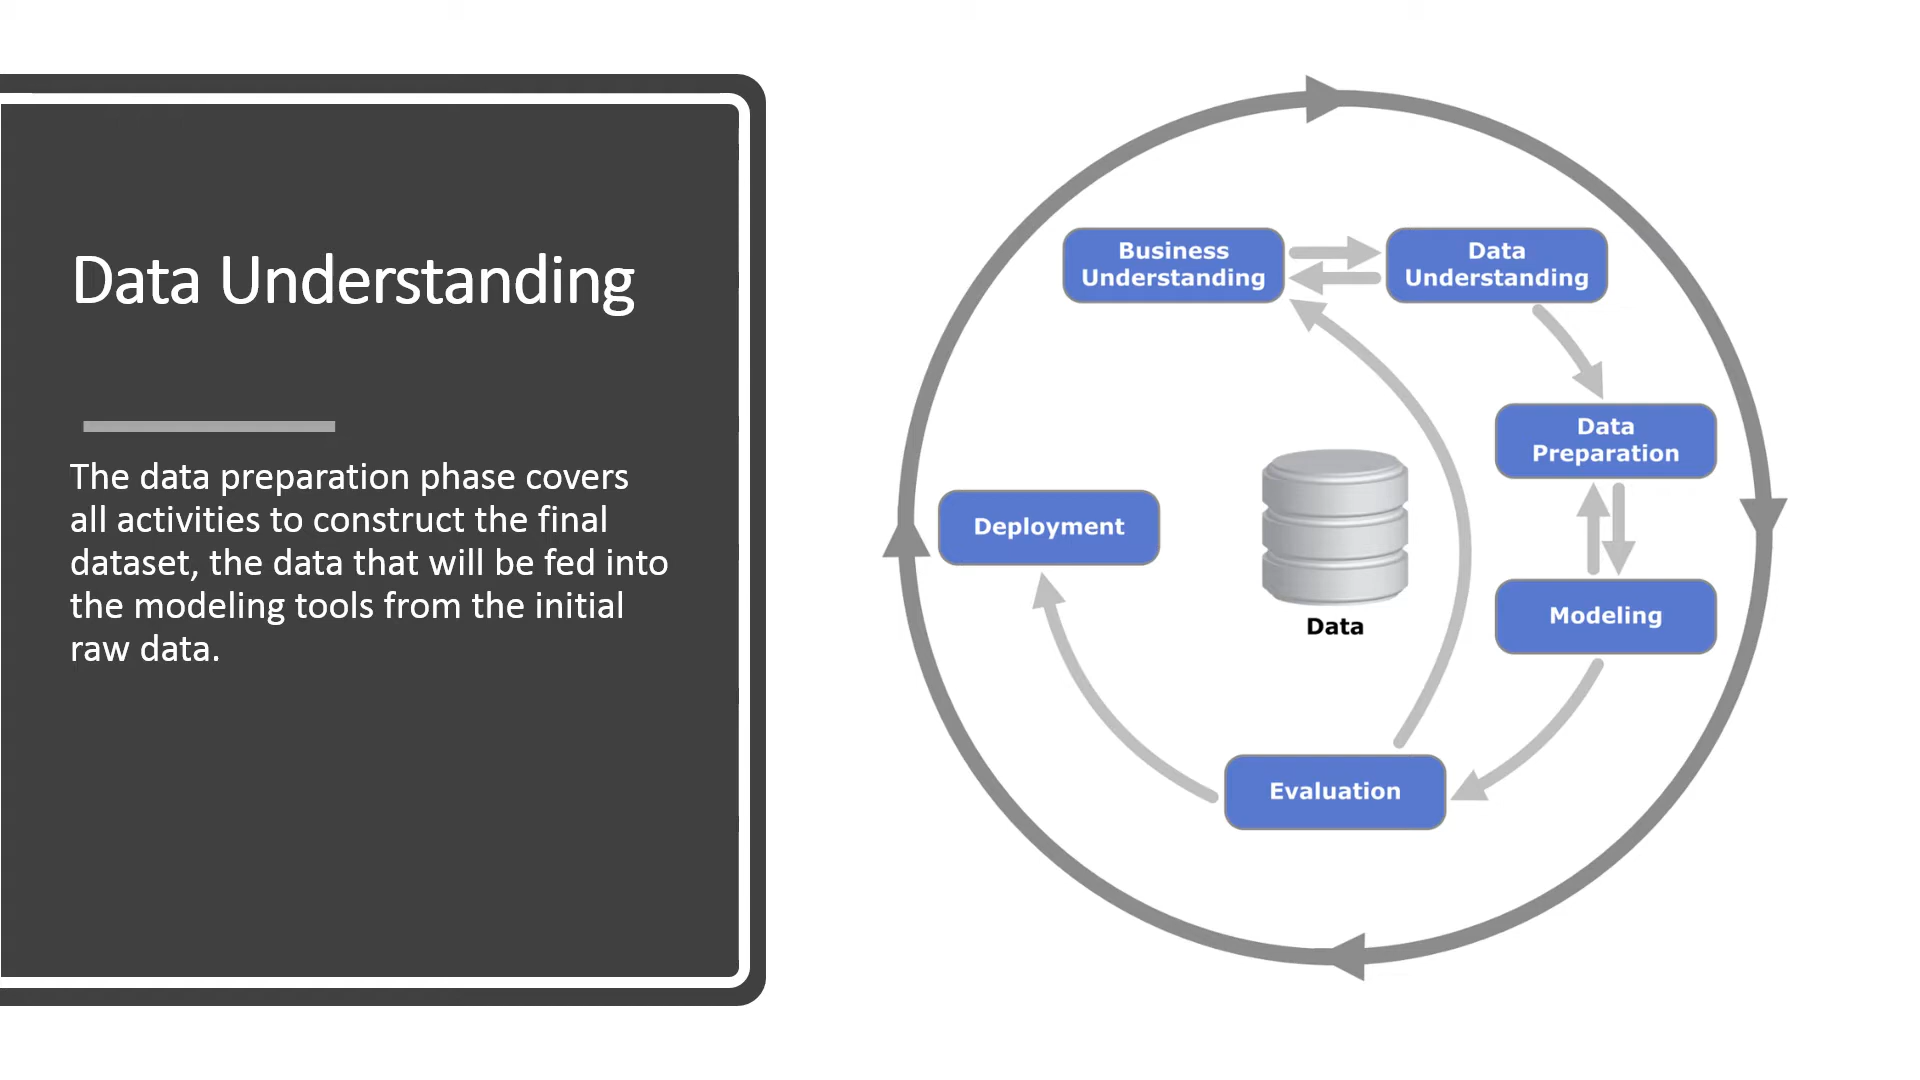 Data Understanding
The data preparation phase covers
all activities to construct the final
dataset, the data that will be fed into
the modeling tools from the initial
raw data.
Business
Understanding
Data
Understanding
Data
Preparation
Deployment
Data
Modeling
Evaluation